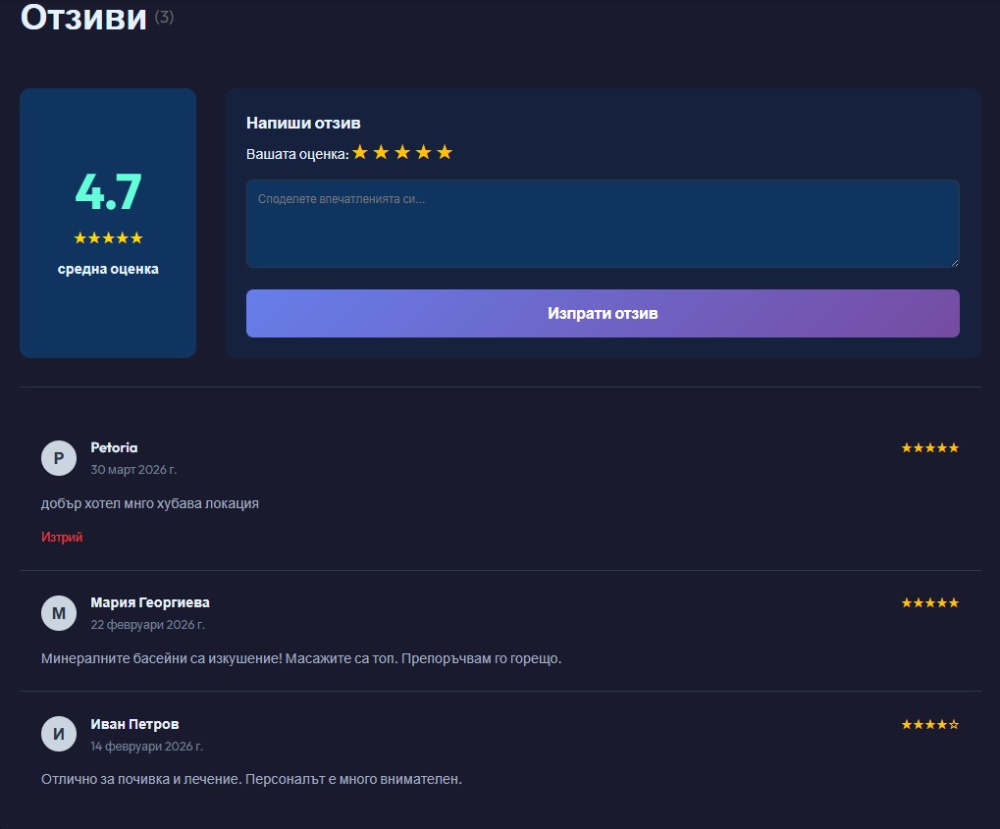 Отзиви (3)
4.7
★★★★★
средна оценка
Напиши отзив
Вашата оценка: ★ ★ ★ ★ ★
Споделете впечатленията си...
Изпрати отзив
P
Petoria
★★★★★
30 март 2026 г.
добър хотел мнго хубава локация
Изтрий
М
Мария Георгиева
★★★★★
22 февруари 2026 г.
Минералните басейни са изкушение! Масажите са топ. Препоръчвам го горещо.
И
Иван Петров
★★★★☆
14 февруари 2026 г.
Отлично за почивка и лечение. Персоналът е много внимателен.